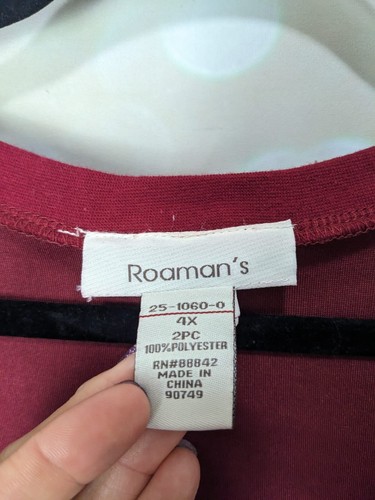 Roaman's
25-1060-0
4X
2PC
100%POLYESTER
RN#88842
MADE IN
CHINA
90749